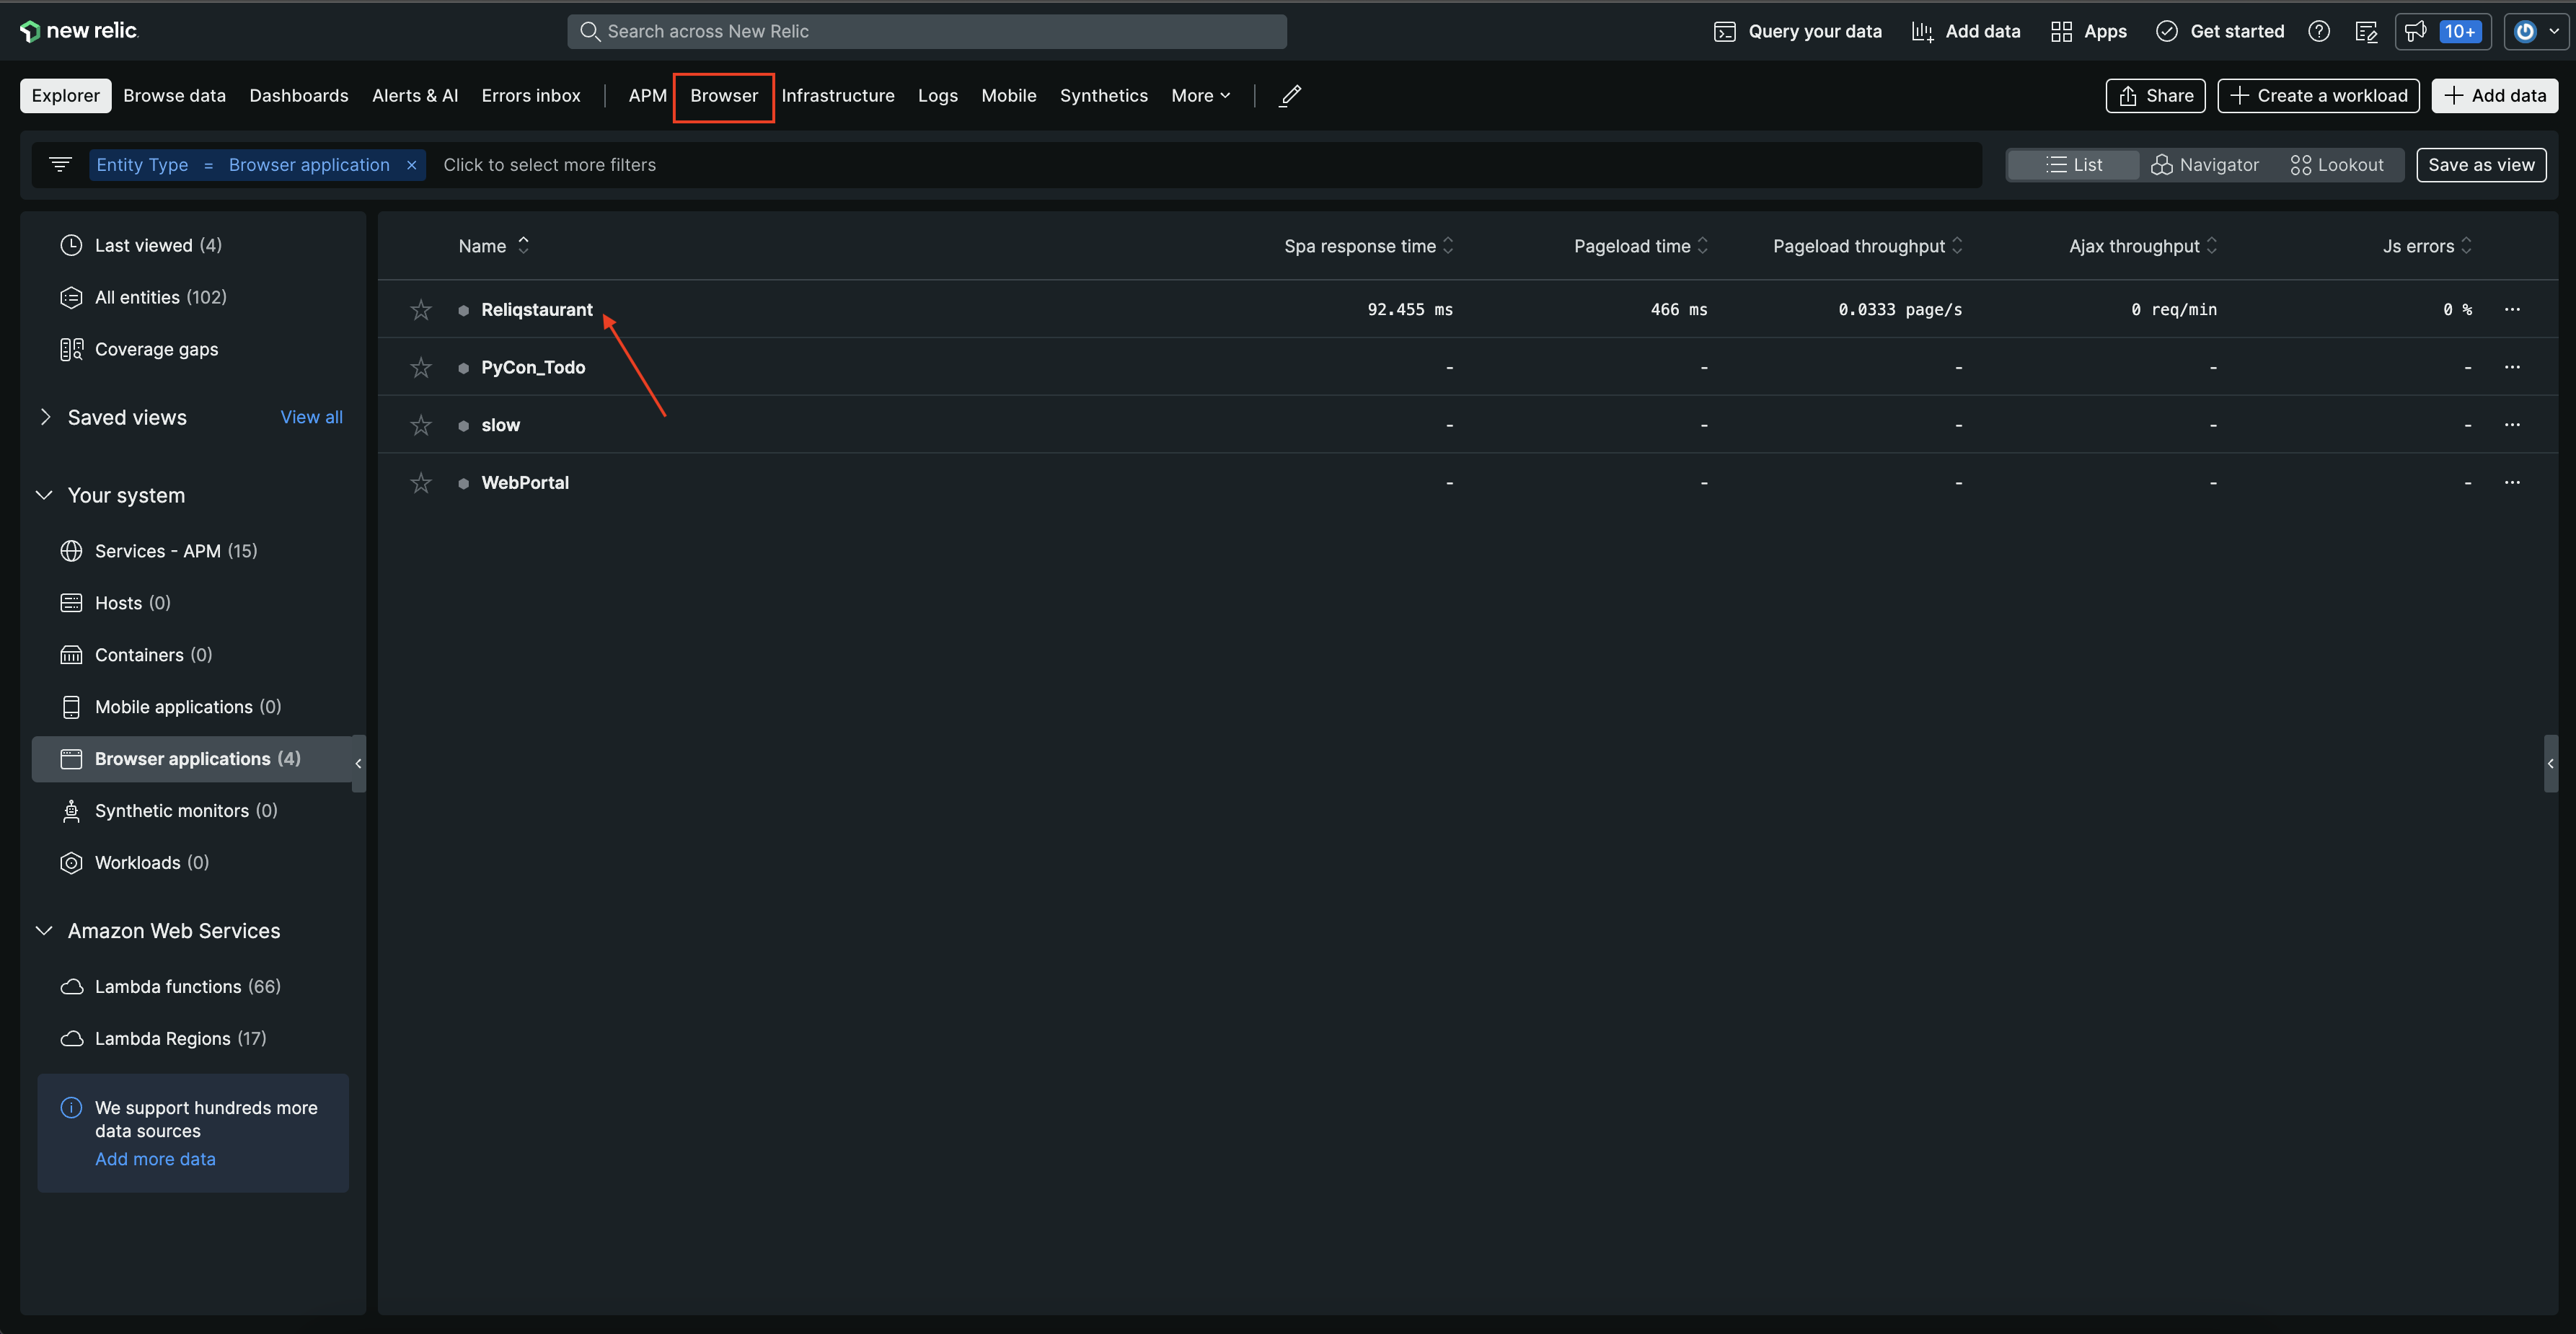 new relic
Search across New Relic
Query your data
Add data
Apps
Get started
10+
Explorer
Browse data
Dashboards
Alerts & AI
Errors inbox
APM
Browser
Infrastructure
Logs
Mobile
Synthetics
More
Share
Create a workload
Add data
Entity Type = Browser application ×
Click to select more filters
List
Navigator
Lookout
Save as view
Last viewed (4)
All entities (102)
Coverage gaps
Saved views
View all
Your system
Services - APM (15)
Hosts (0)
Containers (0)
Mobile applications (0)
Browser applications (4)
Synthetic monitors (0)
Workloads (0)
Amazon Web Services
Lambda functions (66)
Lambda Regions (17)
We support hundreds more
data sources
Add more data
Name Spa response time Pageload time Pageload throughput Ajax throughput Js errors
Reliqstaurant 92.455 ms 466 ms 0.0333 page/s 0 req/min 0 % ...
PyCon_Todo - - - - - ...
slow - - - - - ...
WebPortal - - - - - ...